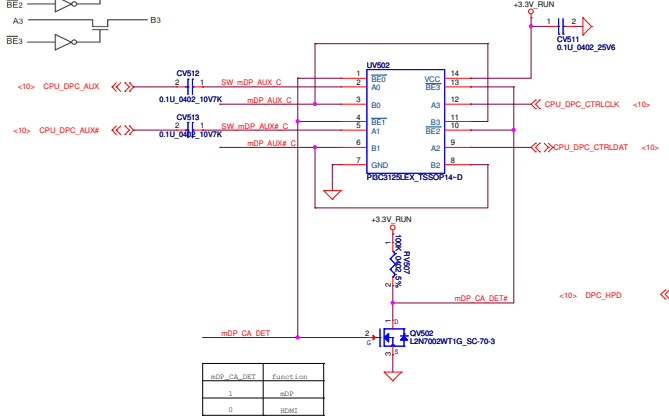 BE2
A3
B3
BE3
+3.3V_RUN
1
2
CV511
0.1U_0402_25V6
UV502
CV512
<10> CPU_DPC_AUX
2
1
SW_mDP_AUX_C
0.1U_0402_10V7K
mDP_AUX_C
CV513
<10> CPU_DPC_AUX#
2
1
SW_mDP_AUX#_C
0.1U_0402_10V7K
mDP_AUX#_C
1 BE0 VCC 14
2 A0 BE3 13
3 B0 A3 12
4 BE1 B3 11
5 A1 BE2 10
6 B1 A2 9
7 GND B2 8
PI3C3125LEX_TSSOP14~D
CPU_DPC_CTRLCLK <10>
CPU_DPC_CTRLDAT <10>
+3.3V_RUN
1
RV507
100K_0402_5%
2
mDP_CA_DET#
<10> DPC_HPD
mDP_CA_DET
1
D
2
G
QV502
L2N7002WT1G_SC-70-3
3
S
mDP_CA_DET function
1 mDP
0 HDMI